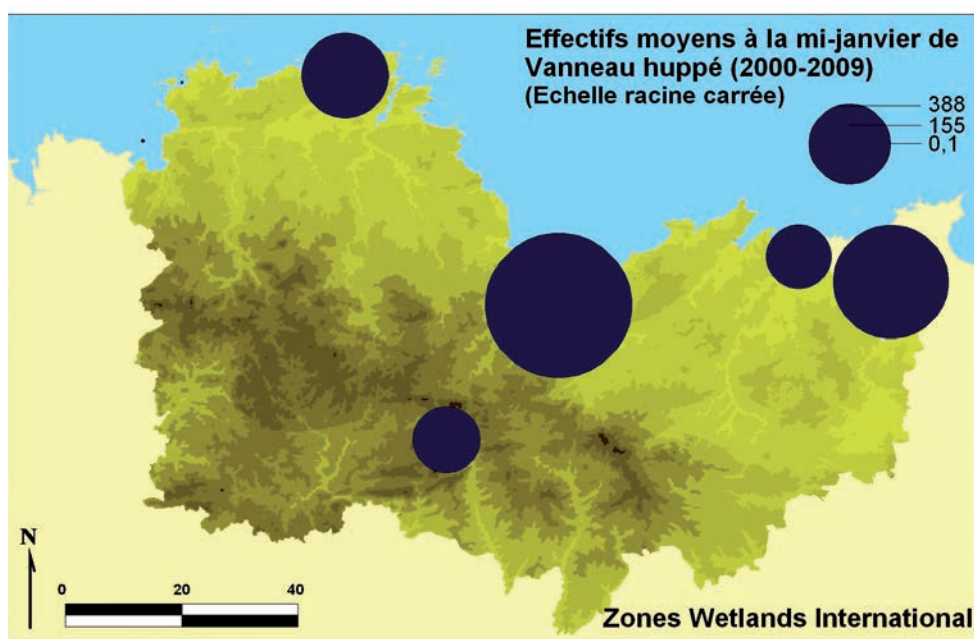 Effectifs moyens à la mi-janvier de
Vanneau huppé (2000-2009)
(Echelle racine carrée)
388
155
0,1
N
0 20 40
Zones Wetlands International